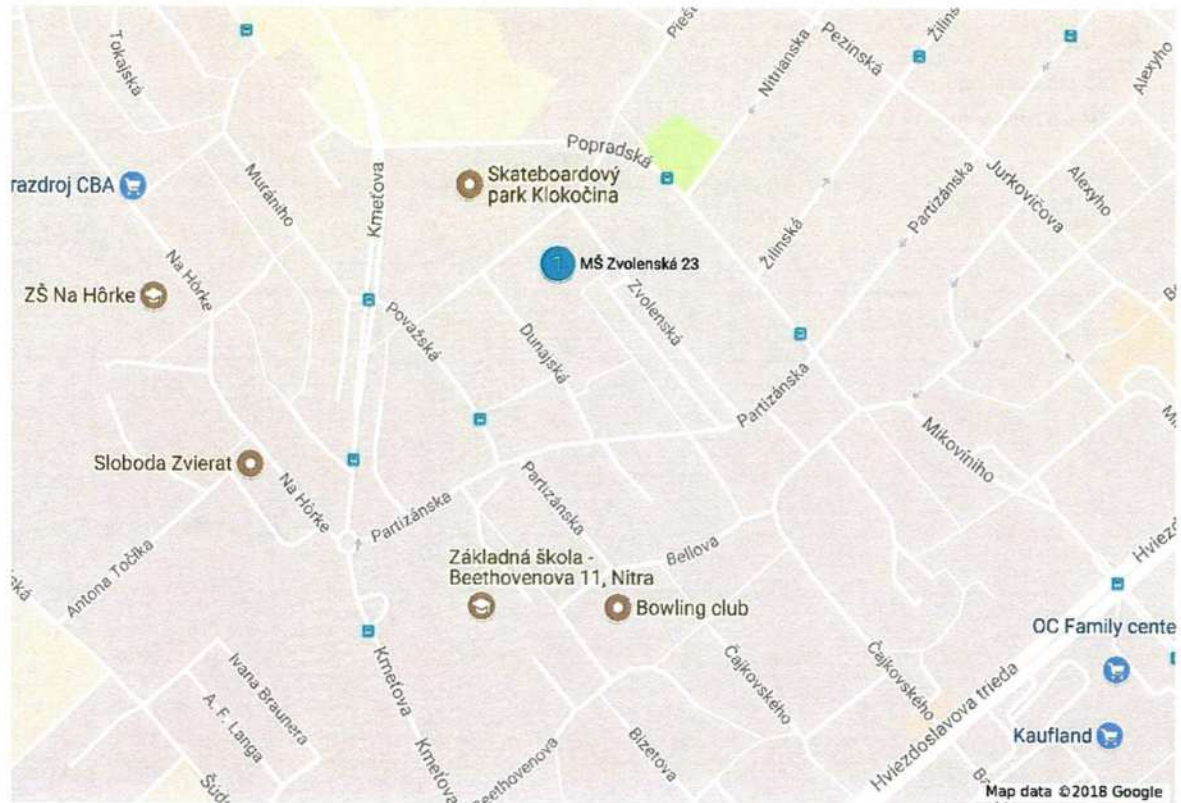 Tokajská
Piešť
Nitrianska
Pezinská
Žilins
Alexyho
Popradská
Skateboardový
park Klokočina
razdroj CBA
Murániho
Kmeťova
Partizánska
Jurkovičova
Alexyho
Žilinská
Na Hôrke
ZŠ Na Hôrke
1 MŠ Zvolenská 23
Považská
Dunajská
Zvolenská
Partizánska
Mikovíniho
Sloboda Zvierat
Na Hôrke
Partizánska
Partizánska
Základná škola -
Beethovenova 11, Nitra
Bellova
Bowling club
Hviezd
Antona Točíka
OC Family cente
Ivana Braunera
A. F. Langa
Kmeťova
Kmeťova
Čajkovského
Čajkovského
Hviezdoslavova trieda
Kaufland
Bizetova
Beethovenova
Map data ©2018 Google